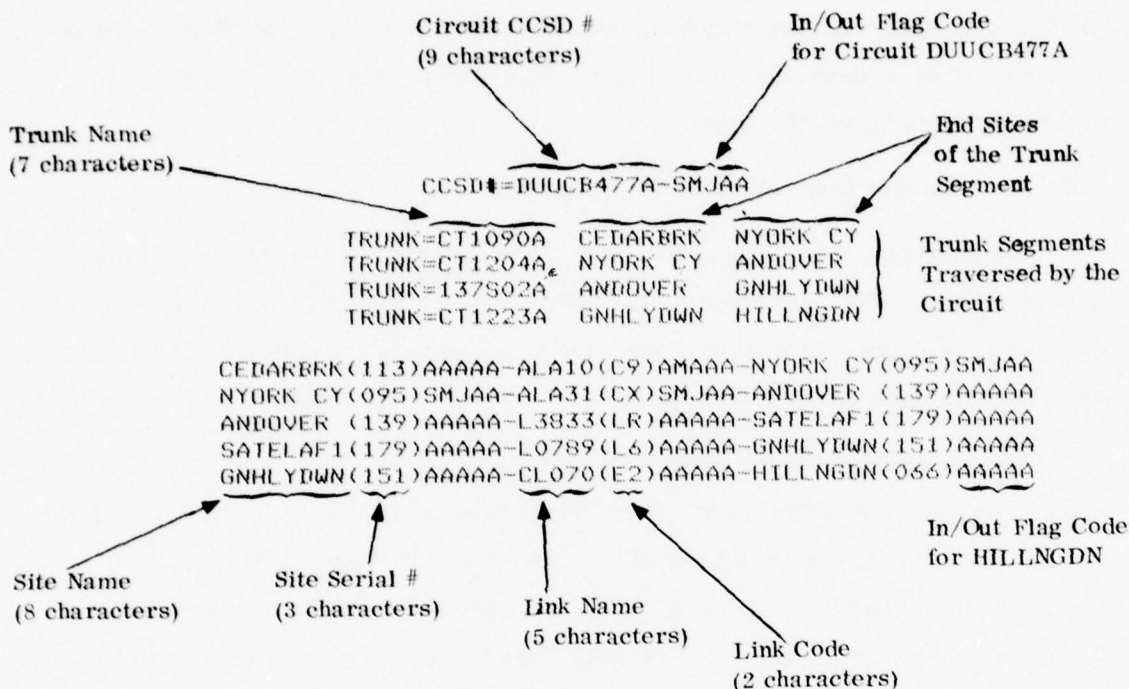 Circuit CCSD #
(9 characters)
In/Out Flag Code
for Circuit DUUCB477A
Trunk Name
(7 characters)
End Sites
of the Trunk
Segment
CCSD#=DUUCB477A-SMJAA
TRUNK=CT1090A CEDARBRK NYORK CY
TRUNK=CT1204A NYORK CY ANDOVER
TRUNK=137S02A ANDOVER GNHLYDWN
TRUNK=CT1223A GNHLYDWN HILLNGDN
Trunk Segments
Traversed by the
Circuit
CEDARBRK(113)AAAAA-ALA10(C9)AMAAA-NYORK CY(095)SMJAA
NYORK CY(095)SMJAA-ALA31(CX)SMJAA-ANDOVER (139)AAAAA
ANDOVER (139)AAAAA-L3833(LR)AAAAA-SATELAF1(179)AAAAA
SATELAF1(179)AAAAA-L0789(L6)AAAAA-GNHLYDWN(151)AAAAA
GNHLYDWN(151)AAAAA-CL070(E2)AAAAA-HILLNGDN(066)AAAAA
In/Out Flag Code
for HILLNGDN
Site Name
(8 characters)
Site Serial #
(3 characters)
Link Name
(5 characters)
Link Code
(2 characters)